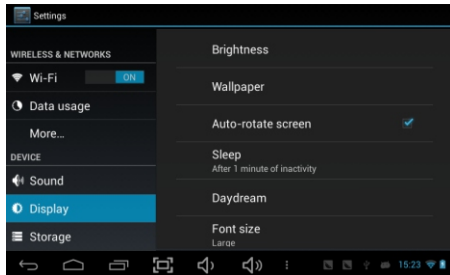 Settings
WIRELESS & NETWORKS
Wi-Fi ON
Data usage
More...
DEVICE
Sound
Display
Storage
Brightness
Wallpaper
Auto-rotate screen
Sleep
After 1 minute of inactivity
Daydream
Font size
Large
15:23